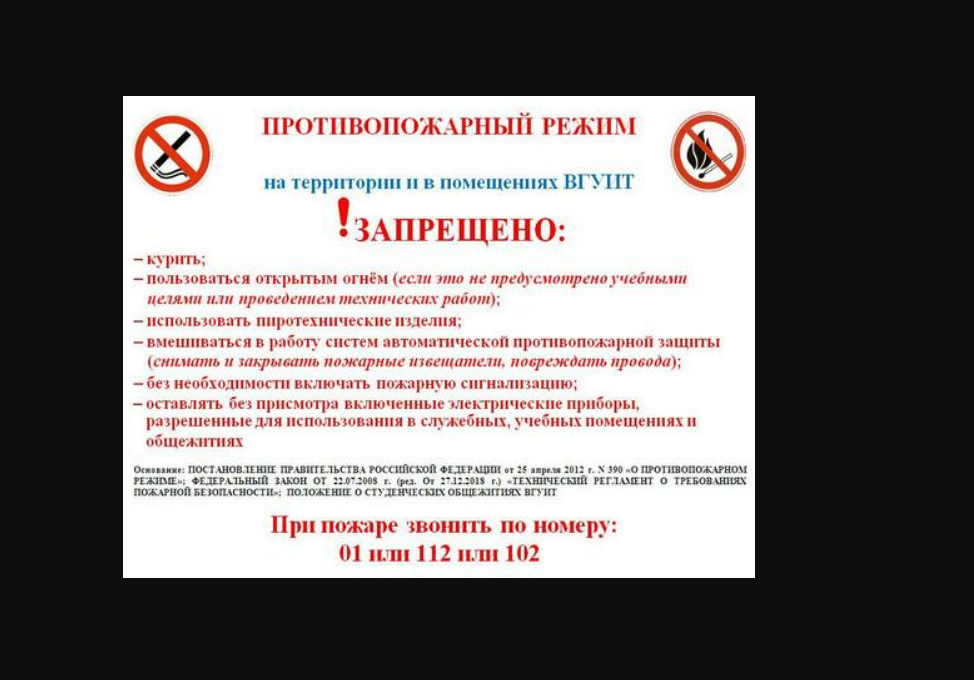 ПРОТИВОПОЖАРНЫЙ РЕЖИМ
на территории и в помещениях ВГУИТ
!ЗАПРЕЩЕНО:
– курить;
– пользоваться открытым огнём (если это не предусмотрено учебными
целями или проведением технических работ);
– использовать пиротехнические изделия;
– вмешиваться в работу систем автоматической противопожарной защиты
(снимать и закрывать пожарные извещатели, повреждать провода);
– без необходимости включать пожарную сигнализацию;
– оставлять без присмотра включенные электрические приборы,
разрешенные для использования в служебных, учебных помещениях и
общежитиях
Основание: ПОСТАНОВЛЕНИЕ ПРАВИТЕЛЬСТВА РОССИЙСКОЙ ФЕДЕРАЦИИ от 25 апреля 2012 г. N 390 «О ПРОТИВОПОЖАРНОМ
РЕЖИМЕ»; ФЕДЕРАЛЬНЫЙ ЗАКОН ОТ 22.07.2008 г. (ред. От 27.12.2018 г.) «ТЕХНИЧЕСКИЙ РЕГЛАМЕНТ О ТРЕБОВАНИЯХ
ПОЖАРНОЙ БЕЗОПАСНОСТИ»; ПОЛОЖЕНИЕ О СТУДЕНЧЕСКИХ ОБЩЕЖИТИЯХ ВГУИТ
При пожаре звонить по номеру:
01 или 112 или 102